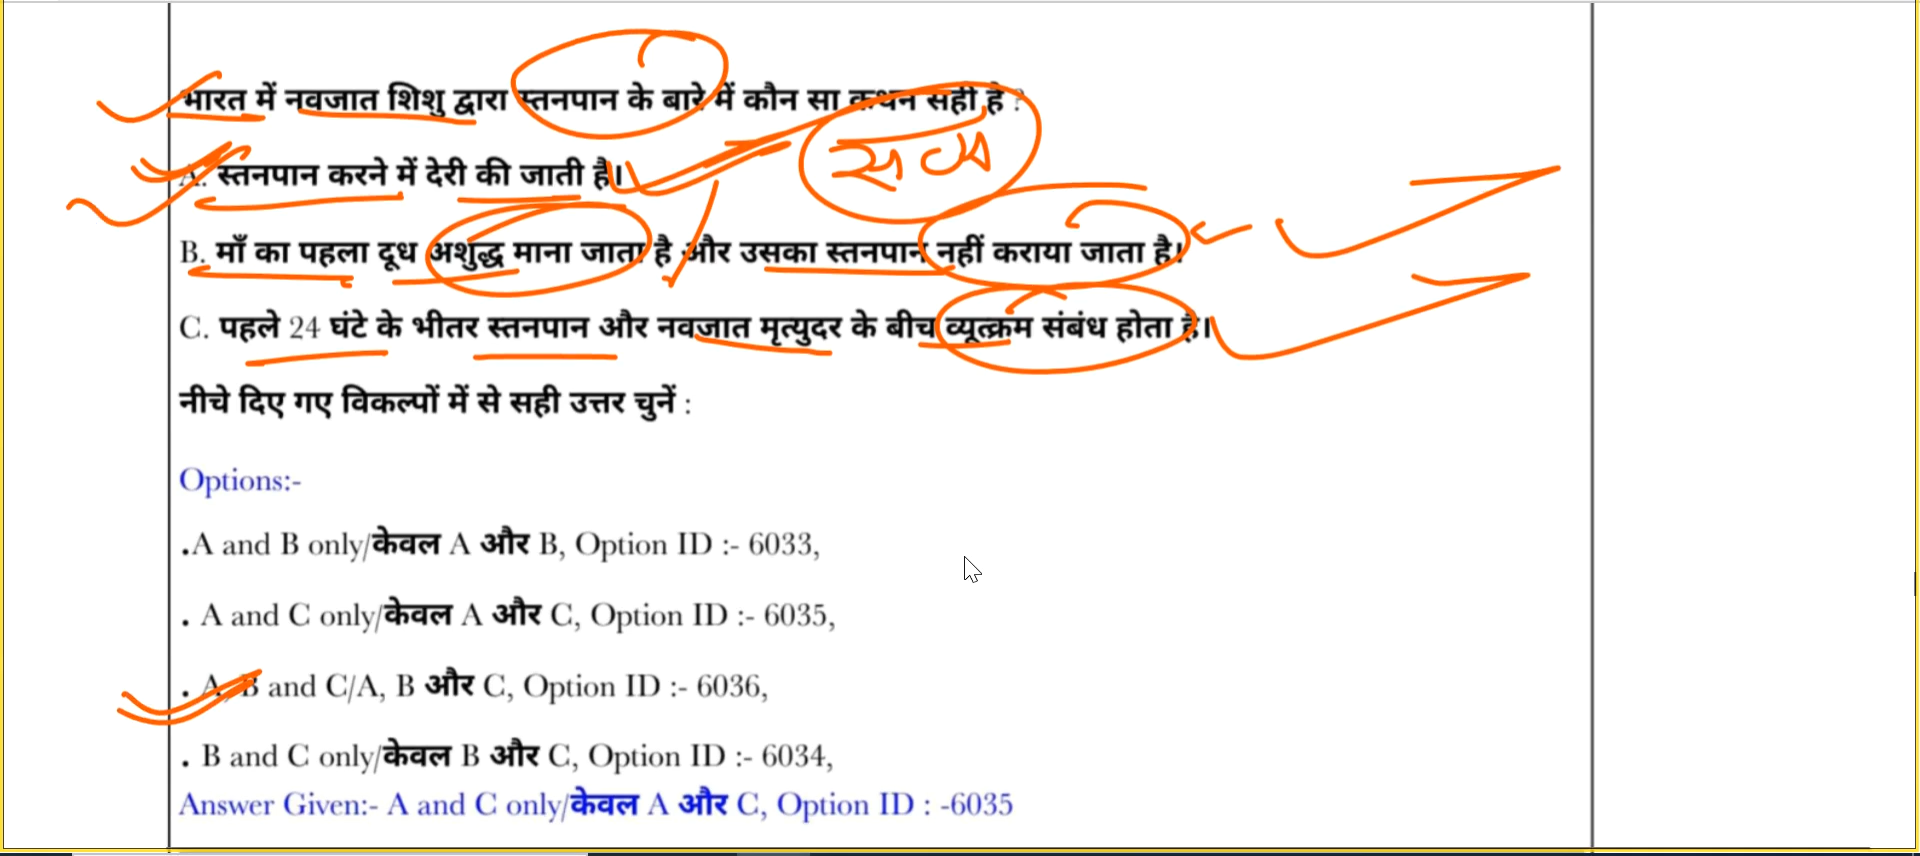 भारत में नवजात शिशु द्वारा स्तनपान के बारे में कौन सा कथन सही है ?
A. स्तनपान करने में देरी की जाती है।
B. माँ का पहला दूध अशुद्ध माना जाता है और उसका स्तनपान नहीं कराया जाता है।
C. पहले 24 घंटे के भीतर स्तनपान और नवजात मृत्युदर के बीच व्यूत्क्रम संबंध होता है।
नीचे दिए गए विकल्पों में से सही उत्तर चुनें :
Options:-
.A and B only/केवल A और B, Option ID :- 6033,
. A and C only/केवल A और C, Option ID :- 6035,
. A, B and C/A, B और C, Option ID :- 6036,
. B and C only/केवल B और C, Option ID :- 6034,
Answer Given:- A and C only/केवल A और C, Option ID : -6035